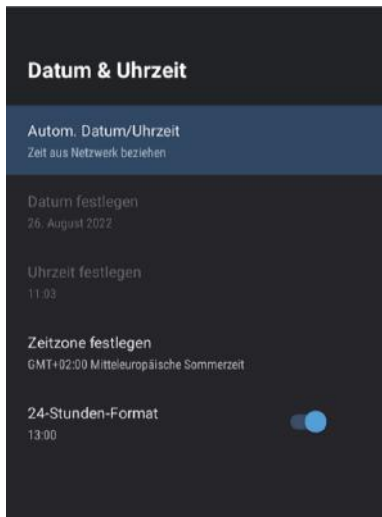 Datum & Uhrzeit
Autom. Datum/Uhrzeit
Zeit aus Netzwerk beziehen
Datum festlegen
26. August 2022
Uhrzeit festlegen
11:03
Zeitzone festlegen
GMT+02:00 Mitteleuropäische Sommerzeit
24-Stunden-Format
13:00